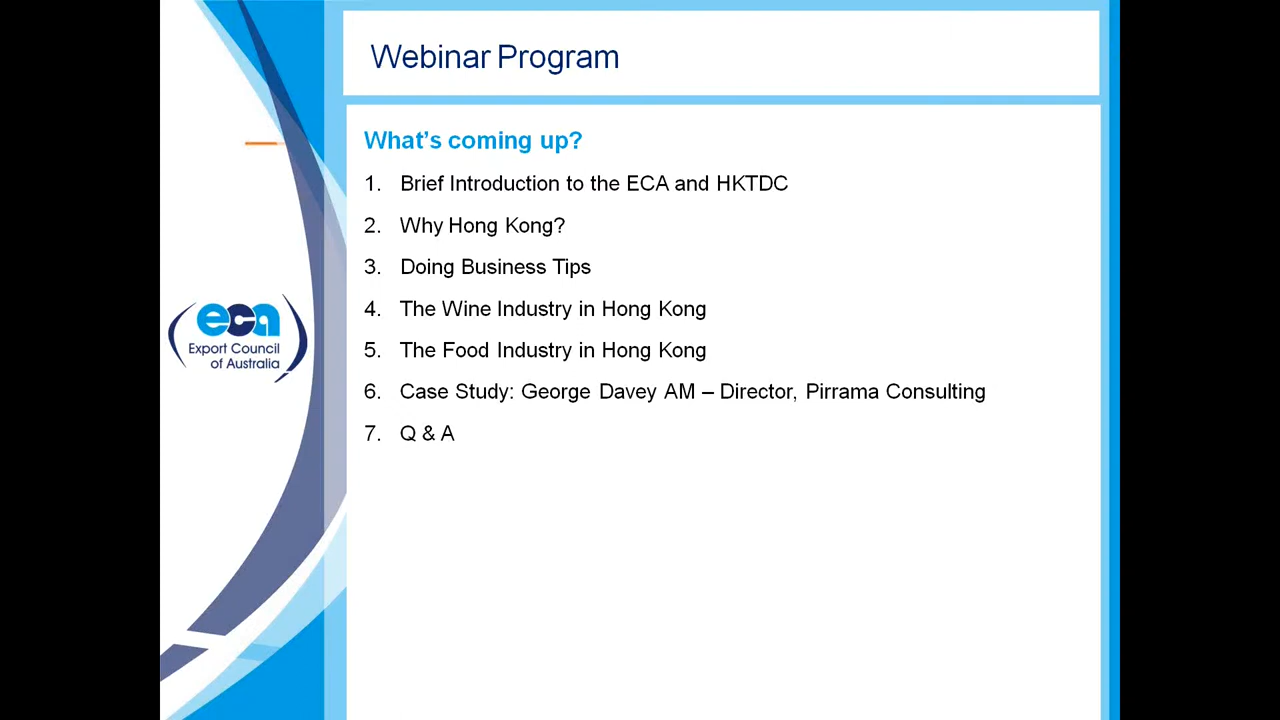 Webinar Program
What's coming up?
1. Brief Introduction to the ECA and HKTDC
2. Why Hong Kong?
3. Doing Business Tips
4. The Wine Industry in Hong Kong
5. The Food Industry in Hong Kong
6. Case Study: George Davey AM – Director, Pirrama Consulting
7. Q & A
eca
Export Council
of Australia